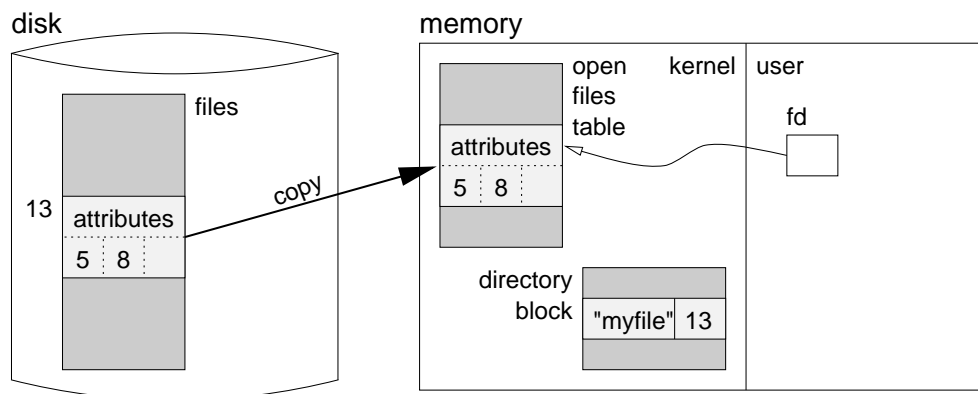 disk
files
13
attributes
5 8
copy
memory
open
files
table
kernel
user
fd
attributes
5 8
directory
block
"myfile" 13